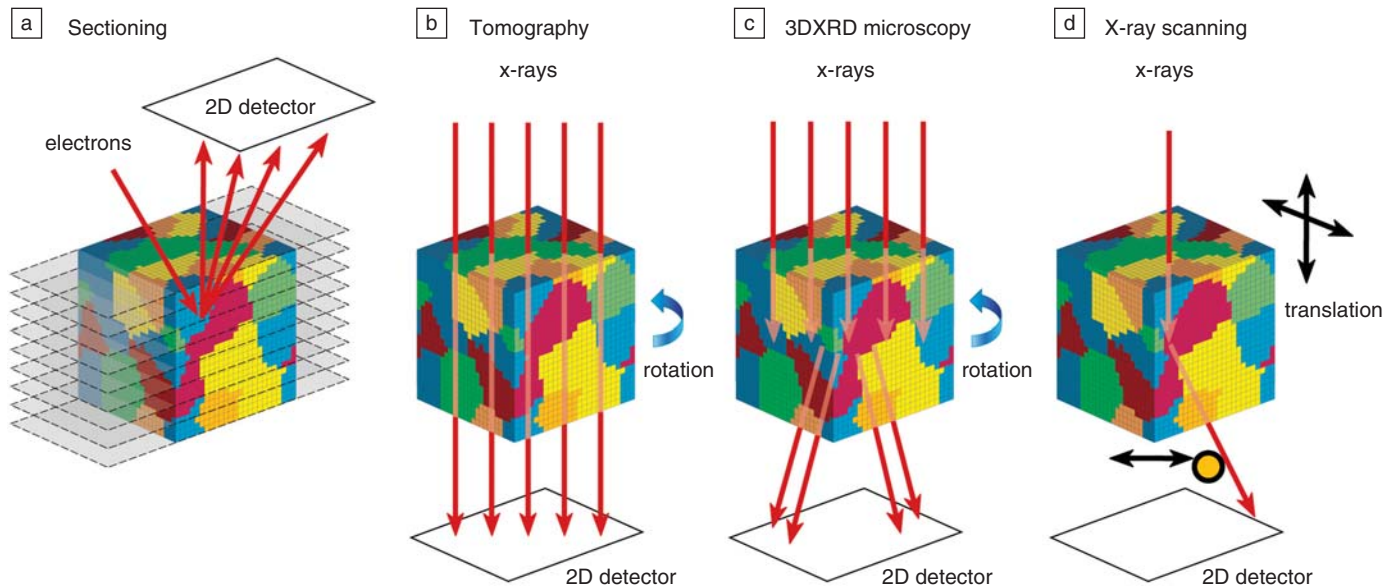 a Sectioning
2D detector
electrons
b Tomography
x-rays
rotation
2D detector
c 3DXRD microscopy
x-rays
rotation
2D detector
d X-ray scanning
x-rays
translation
2D detector